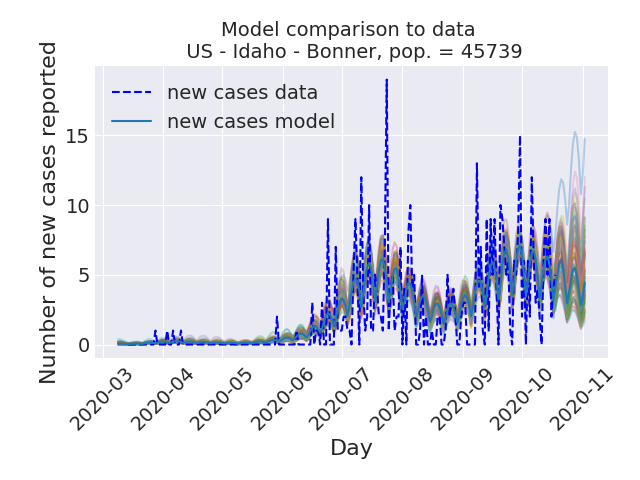 Model comparison to data
US - Idaho - Bonner, pop. = 45739
Number of new cases reported
new cases data
new cases model
15
10
5
0
2020-03
2020-04
2020-05
2020-06
2020-07
2020-08
2020-09
2020-10
2020-11
Day